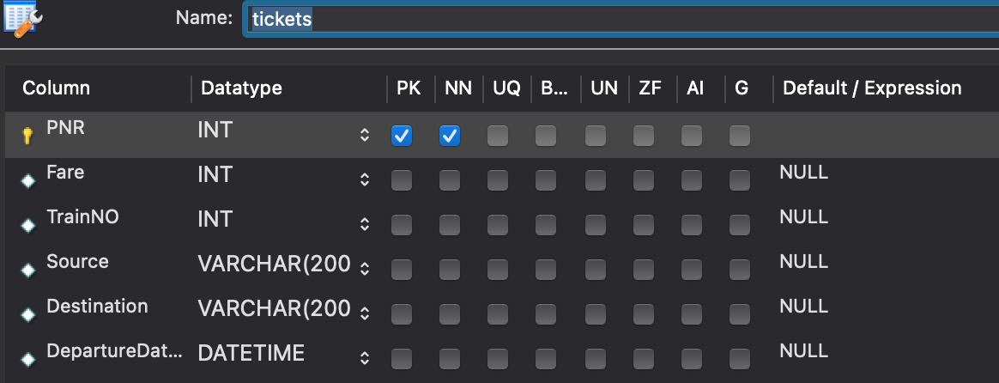 Name: tickets
Column Datatype PK NN UQ B... UN ZF AI G Default / Expression
PNR INT
Fare INT NULL
TrainNO INT NULL
Source VARCHAR(200 NULL
Destination VARCHAR(200 NULL
DepartureDat... DATETIME NULL